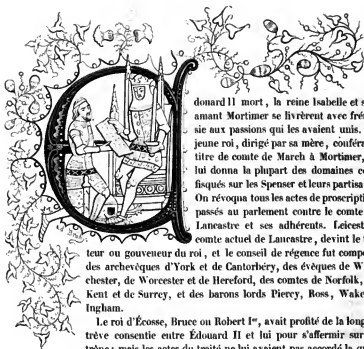 donard II mort, la reine Isabelle et
amant Mortimer se livrèrent avec fré
sie aux passions qui les avaient unis.
jeune roi, dirigé par sa mère, conféra
titre de comte de March à Mortimer,
lui donna la plupart des domaines co
fisqués sur les Spenser et leurs partisa
On révoqua tous les actes de proscripti
passés au parlement contre le comte
Lancastre et ses adhérents. Leicest
comte actuel de Lancastre, devint le t
teur ou gouveneur du roi, et le conseil de régence fut compo
des archevêques d'York et de Cantorbéry, des évêques de W
chester, de Worcester et de Hereford, des comtes de Norfolk,
Kent et de Surrey, et des barons lords Piercy, Ross, Wake
Ingham.
Le roi d'Écosse, Bruce ou Robert Ier, avait profité de la long
trêve consentie entre Édouard II et lui pour s'affermir sur